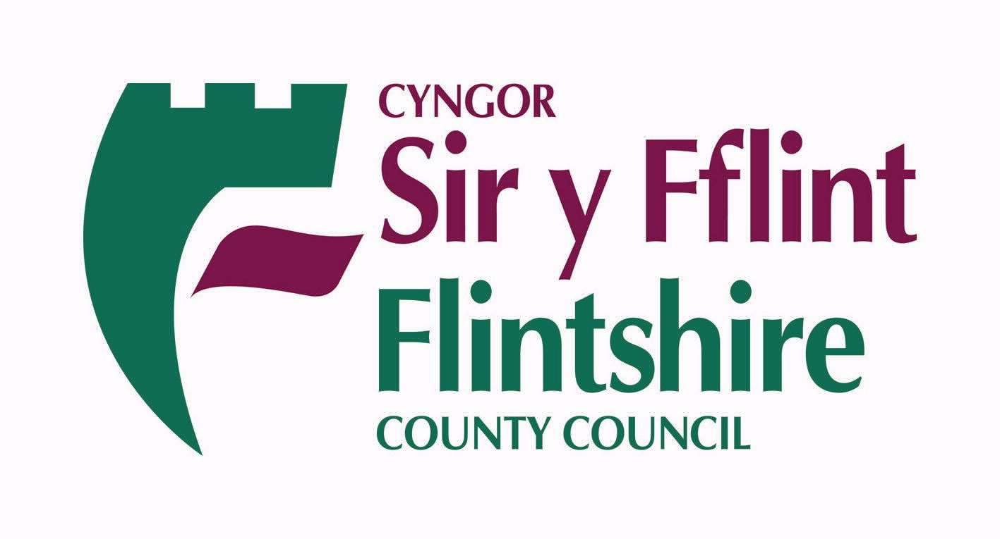 CYNGOR
Sir y Fflint
Flintshire
COUNTY COUNCIL